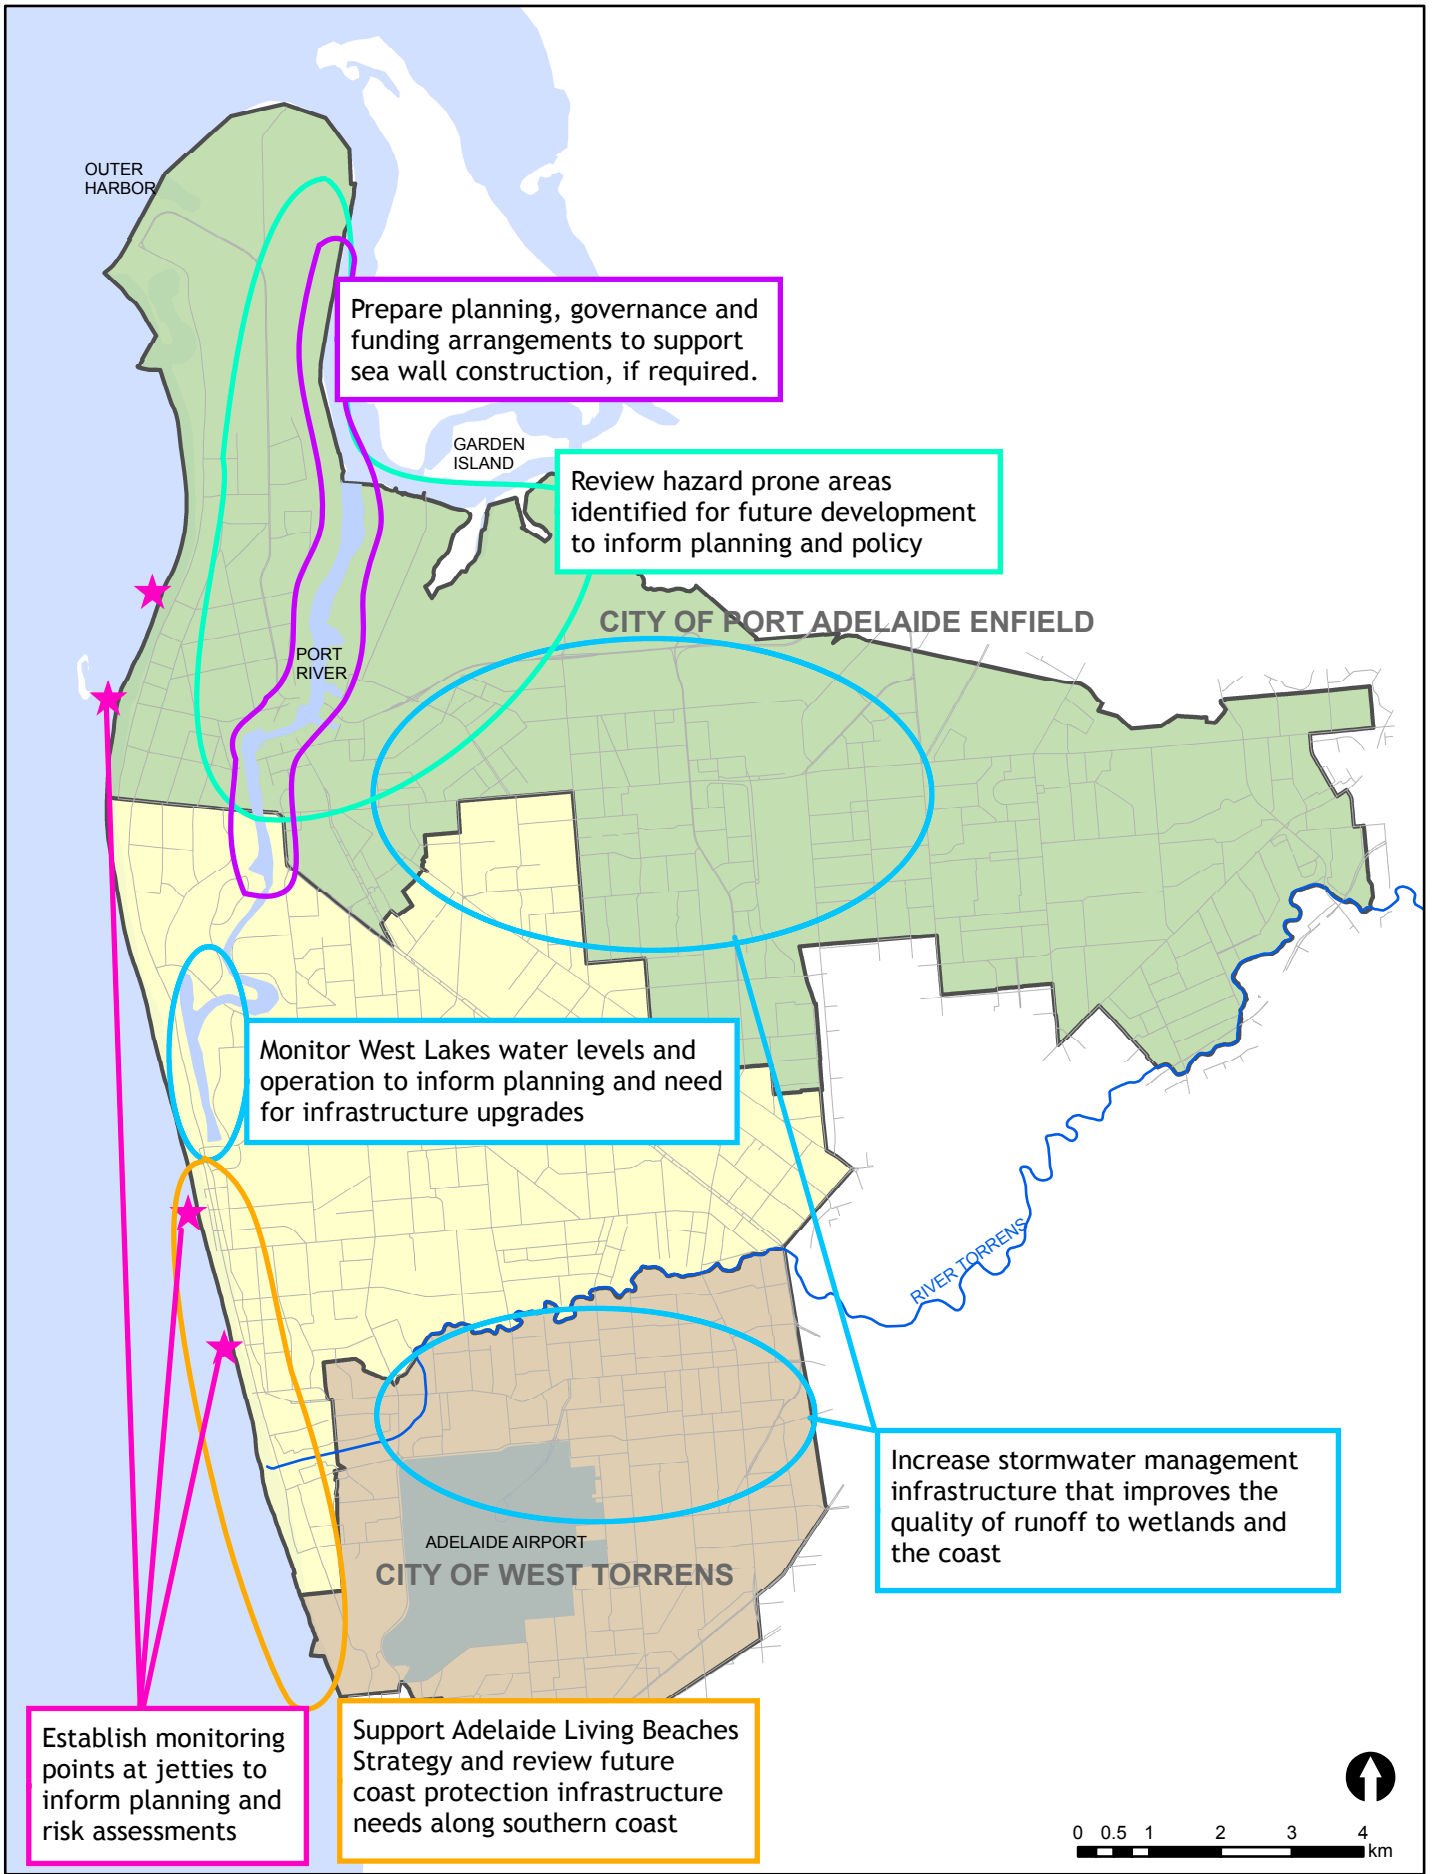 OUTER
HARBOR
Prepare planning, governance and
funding arrangements to support
sea wall construction, if required.
GARDEN
ISLAND
Review hazard prone areas
identified for future development
to inform planning and policy
CITY OF PORT ADELAIDE ENFIELD
PORT
RIVER
Monitor West Lakes water levels and
operation to inform planning and need
for infrastructure upgrades
RIVER TORRENS
Increase stormwater management
infrastructure that improves the
quality of runoff to wetlands and
the coast
ADELAIDE AIRPORT
CITY OF WEST TORRENS
Establish monitoring
points at jetties to
inform planning and
risk assessments
Support Adelaide Living Beaches
Strategy and review future
coast protection infrastructure
needs along southern coast
0 0.5 1 2 3 4
km